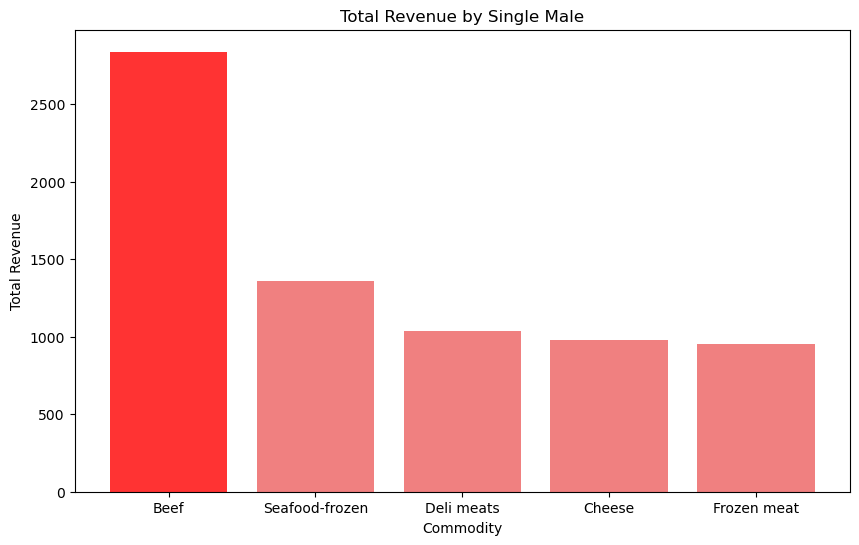 Total Revenue by Single Male
Total Revenue
2500
2000
1500
1000
500
0
Beef
Seafood-frozen
Deli meats
Cheese
Frozen meat
Commodity